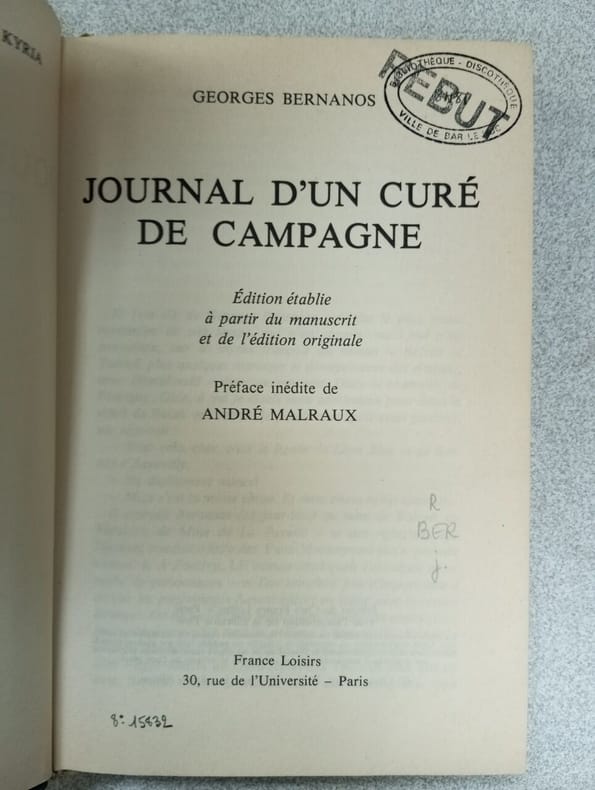 KYRIA
GEORGES BERNANOS
BIBLIOTHÈQUE - DISCOTHÈQUE
REBUT
VILLE DE BAR LE DUC
JOURNAL D'UN CURÉ
DE CAMPAGNE
Édition établie
à partir du manuscrit
et de l'édition originale
Préface inédite de
ANDRÉ MALRAUX
R
BER
j.
France Loisirs
30, rue de l'Université – Paris
8° 15832